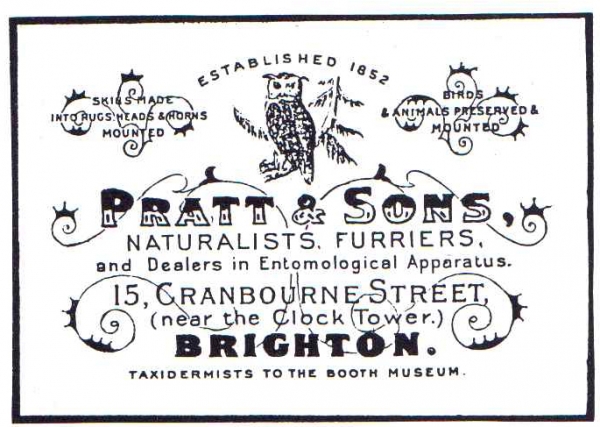 ESTABLISHED 1852
SKINS MADE
INTO RUGS, HEADS & HORNS
MOUNTED
BIRDS
& ANIMALS PRESERVED &
MOUNTED
PRATT & SONS,
NATURALISTS, FURRIERS,
and Dealers in Entomological Apparatus.
15, CRANBOURNE STREET,
(near the Clock Tower.)
BRIGHTON.
TAXIDERMISTS TO THE BOOTH MUSEUM.